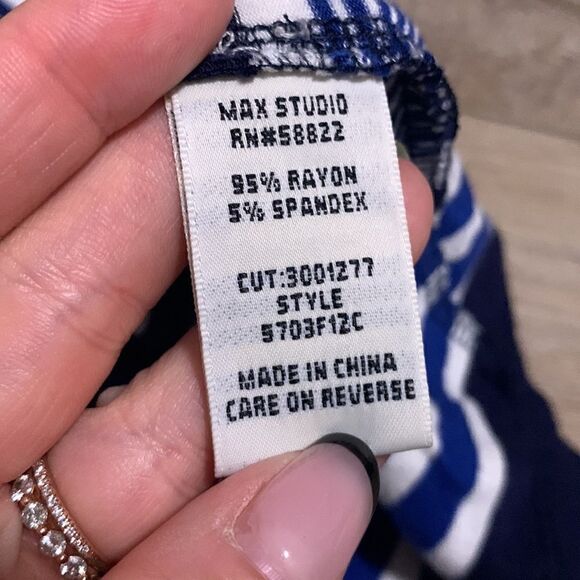 MAX STUDIO
RN#58822
95% RAYON
5% SPANDEX
CUT:3001277
STYLE
5703F12C
MADE IN CHINA
CARE ON REVERSE